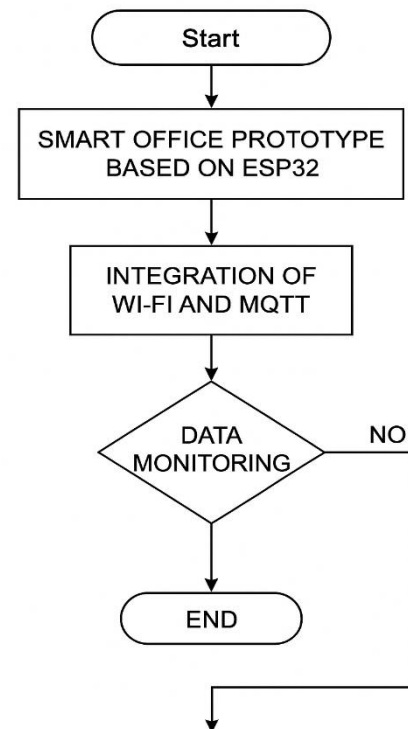 Start
SMART OFFICE PROTOTYPE
BASED ON ESP32
INTEGRATION OF
WI-FI AND MQTT
DATA
MONITORING
NO
END